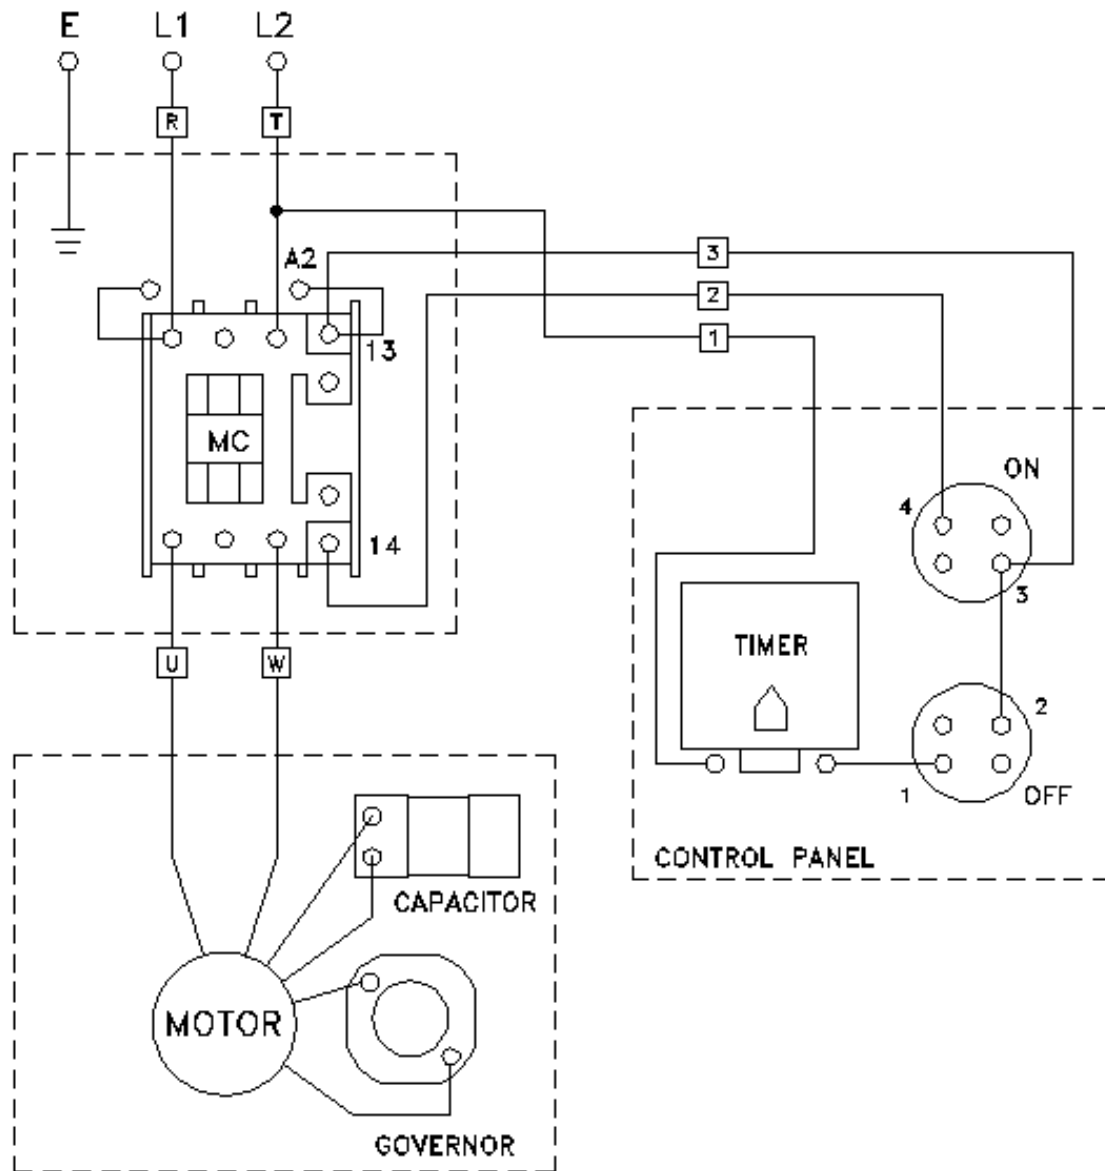 E L1 L2
R T
A2
3
2
1
13
MC
ON
4
14
3
TIMER
U W
2
1
OFF
CONTROL PANEL
CAPACITOR
MOTOR
GOVERNOR